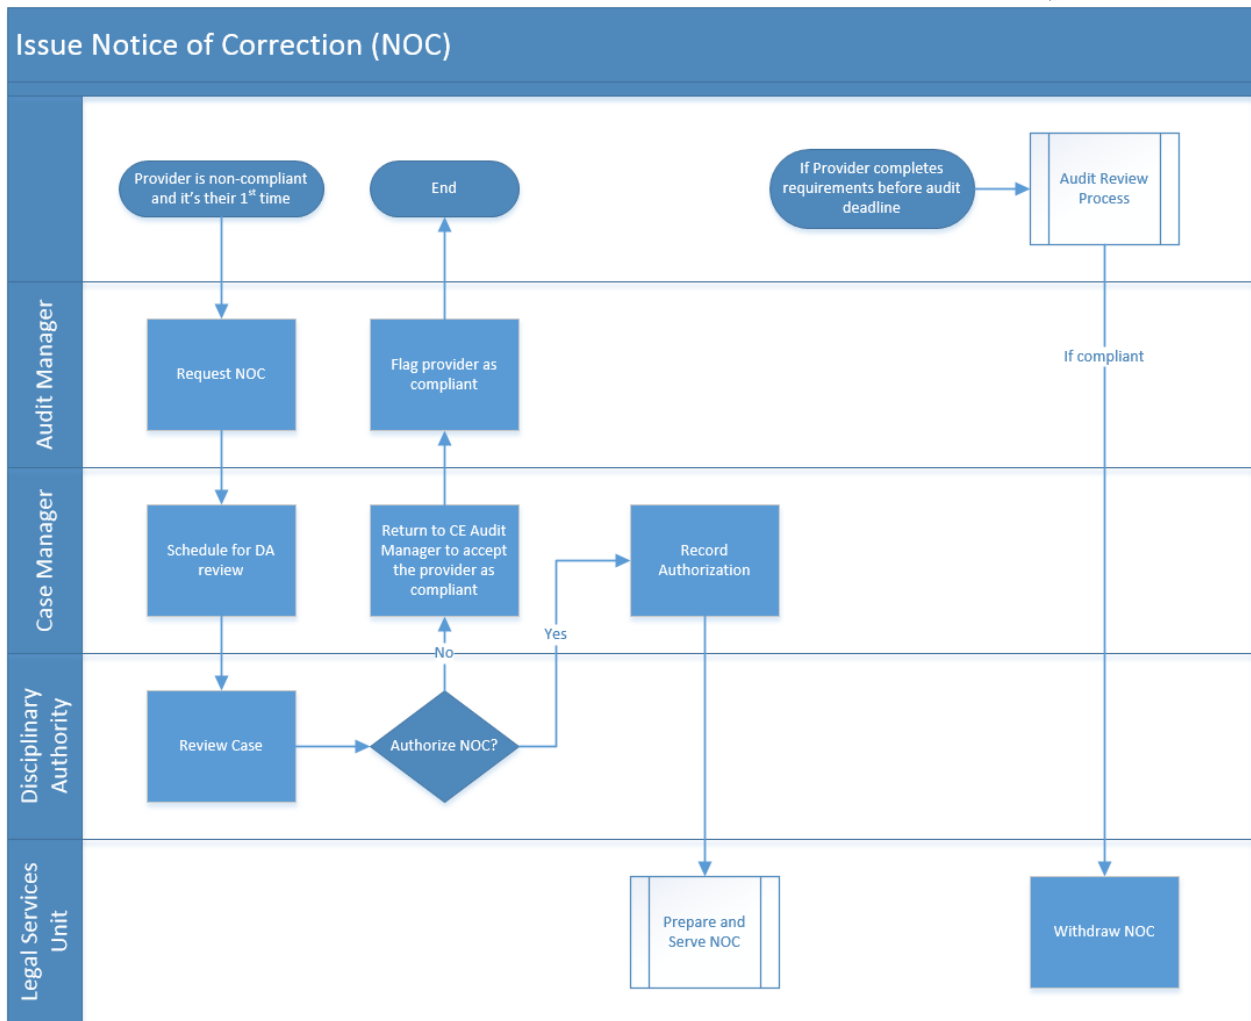 Issue Notice of Correction (NOC)
Provider is non-compliant
and it's their 1st time
End
If Provider completes
requirements before audit
deadline
Audit Review
Process
Audit Manager
Request NOC
Flag provider as
compliant
If compliant
Case Manager
Schedule for DA
review
Return to CE Audit
Manager to accept
the provider as
compliant
Record
Authorization
Yes
No
Disciplinary
Authority
Review Case
Authorize NOC?
Legal Services
Unit
Prepare and
Serve NOC
Withdraw NOC